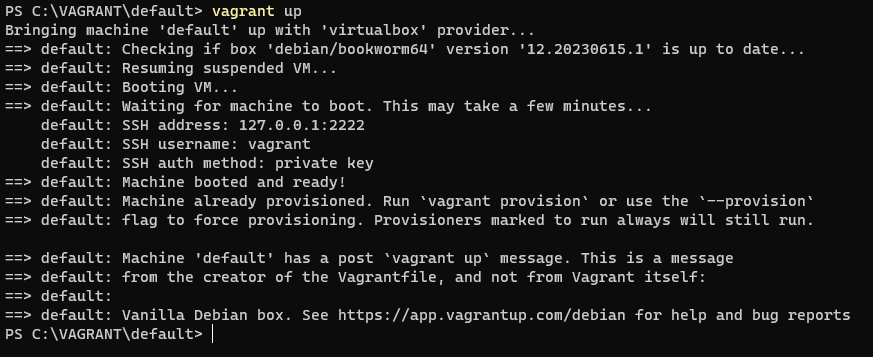 PS C:\VAGRANT\default> vagrant up
Bringing machine 'default' up with 'virtualbox' provider...
==> default: Checking if box 'debian/bookworm64' version '12.20230615.1' is up to date...
==> default: Resuming suspended VM...
==> default: Booting VM...
==> default: Waiting for machine to boot. This may take a few minutes...
    default: SSH address: 127.0.0.1:2222
    default: SSH username: vagrant
    default: SSH auth method: private key
==> default: Machine booted and ready!
==> default: Machine already provisioned. Run `vagrant provision` or use the `--provision`
==> default: flag to force provisioning. Provisioners marked to run always will still run.

==> default: Machine 'default' has a post `vagrant up` message. This is a message
==> default: from the creator of the Vagrantfile, and not from Vagrant itself:
==> default:
==> default: Vanilla Debian box. See https://app.vagrantup.com/debian for help and bug reports
PS C:\VAGRANT\default>